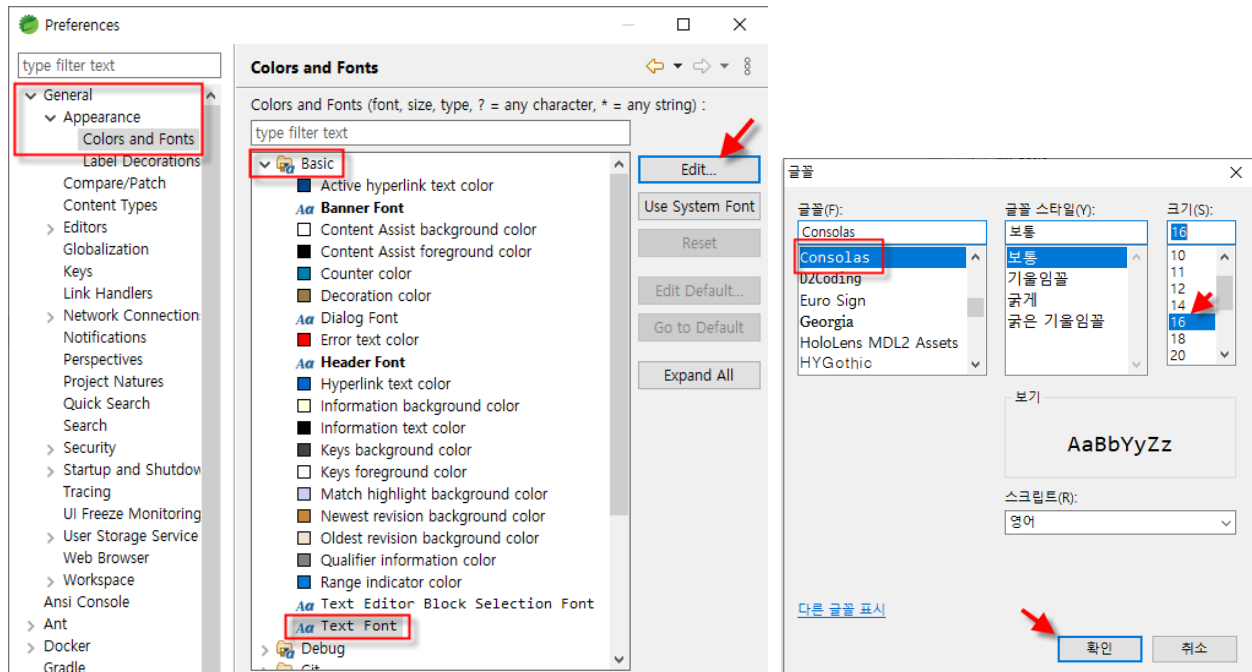 Preferences
type filter text
General
Appearance
Colors and Fonts
Label Decorations
Compare/Patch
Content Types
Editors
Globalization
Keys
Link Handlers
Network Connection
Notifications
Perspectives
Project Natures
Quick Search
Search
Security
Startup and Shutdow
Tracing
UI Freeze Monitoring
User Storage Service
Web Browser
Workspace
Ansi Console
Ant
Docker
Gradle
Colors and Fonts
Colors and Fonts (font, size, type, ? = any character, * = any string) :
type filter text
Basic
Active hyperlink text color
Aa Banner Font
Content Assist background color
Content Assist foreground color
Counter color
Decoration color
Aa Dialog Font
Error text color
Aa Header Font
Hyperlink text color
Information background color
Information text color
Keys background color
Keys foreground color
Match highlight background color
Newest revision background color
Oldest revision background color
Qualifier information color
Range indicator color
Aa Text Editor Block Selection Font
Aa Text Font
Debug
Git
Edit...
Use System Font
Reset
Edit Default...
Go to Default
Expand All
글꼴
글꼴(F):
Consolas
Consolas
D2Coding
Euro Sign
Georgia
HoloLens MDL2 Assets
HYGothic
글꼴 스타일(Y):
보통
보통
기울임꼴
굵게
굵은 기울임꼴
크기(S):
16
10
11
12
14
16
18
20
보기
AaBbYyZz
스크립트(R):
영어
다른 글꼴 표시
확인
취소